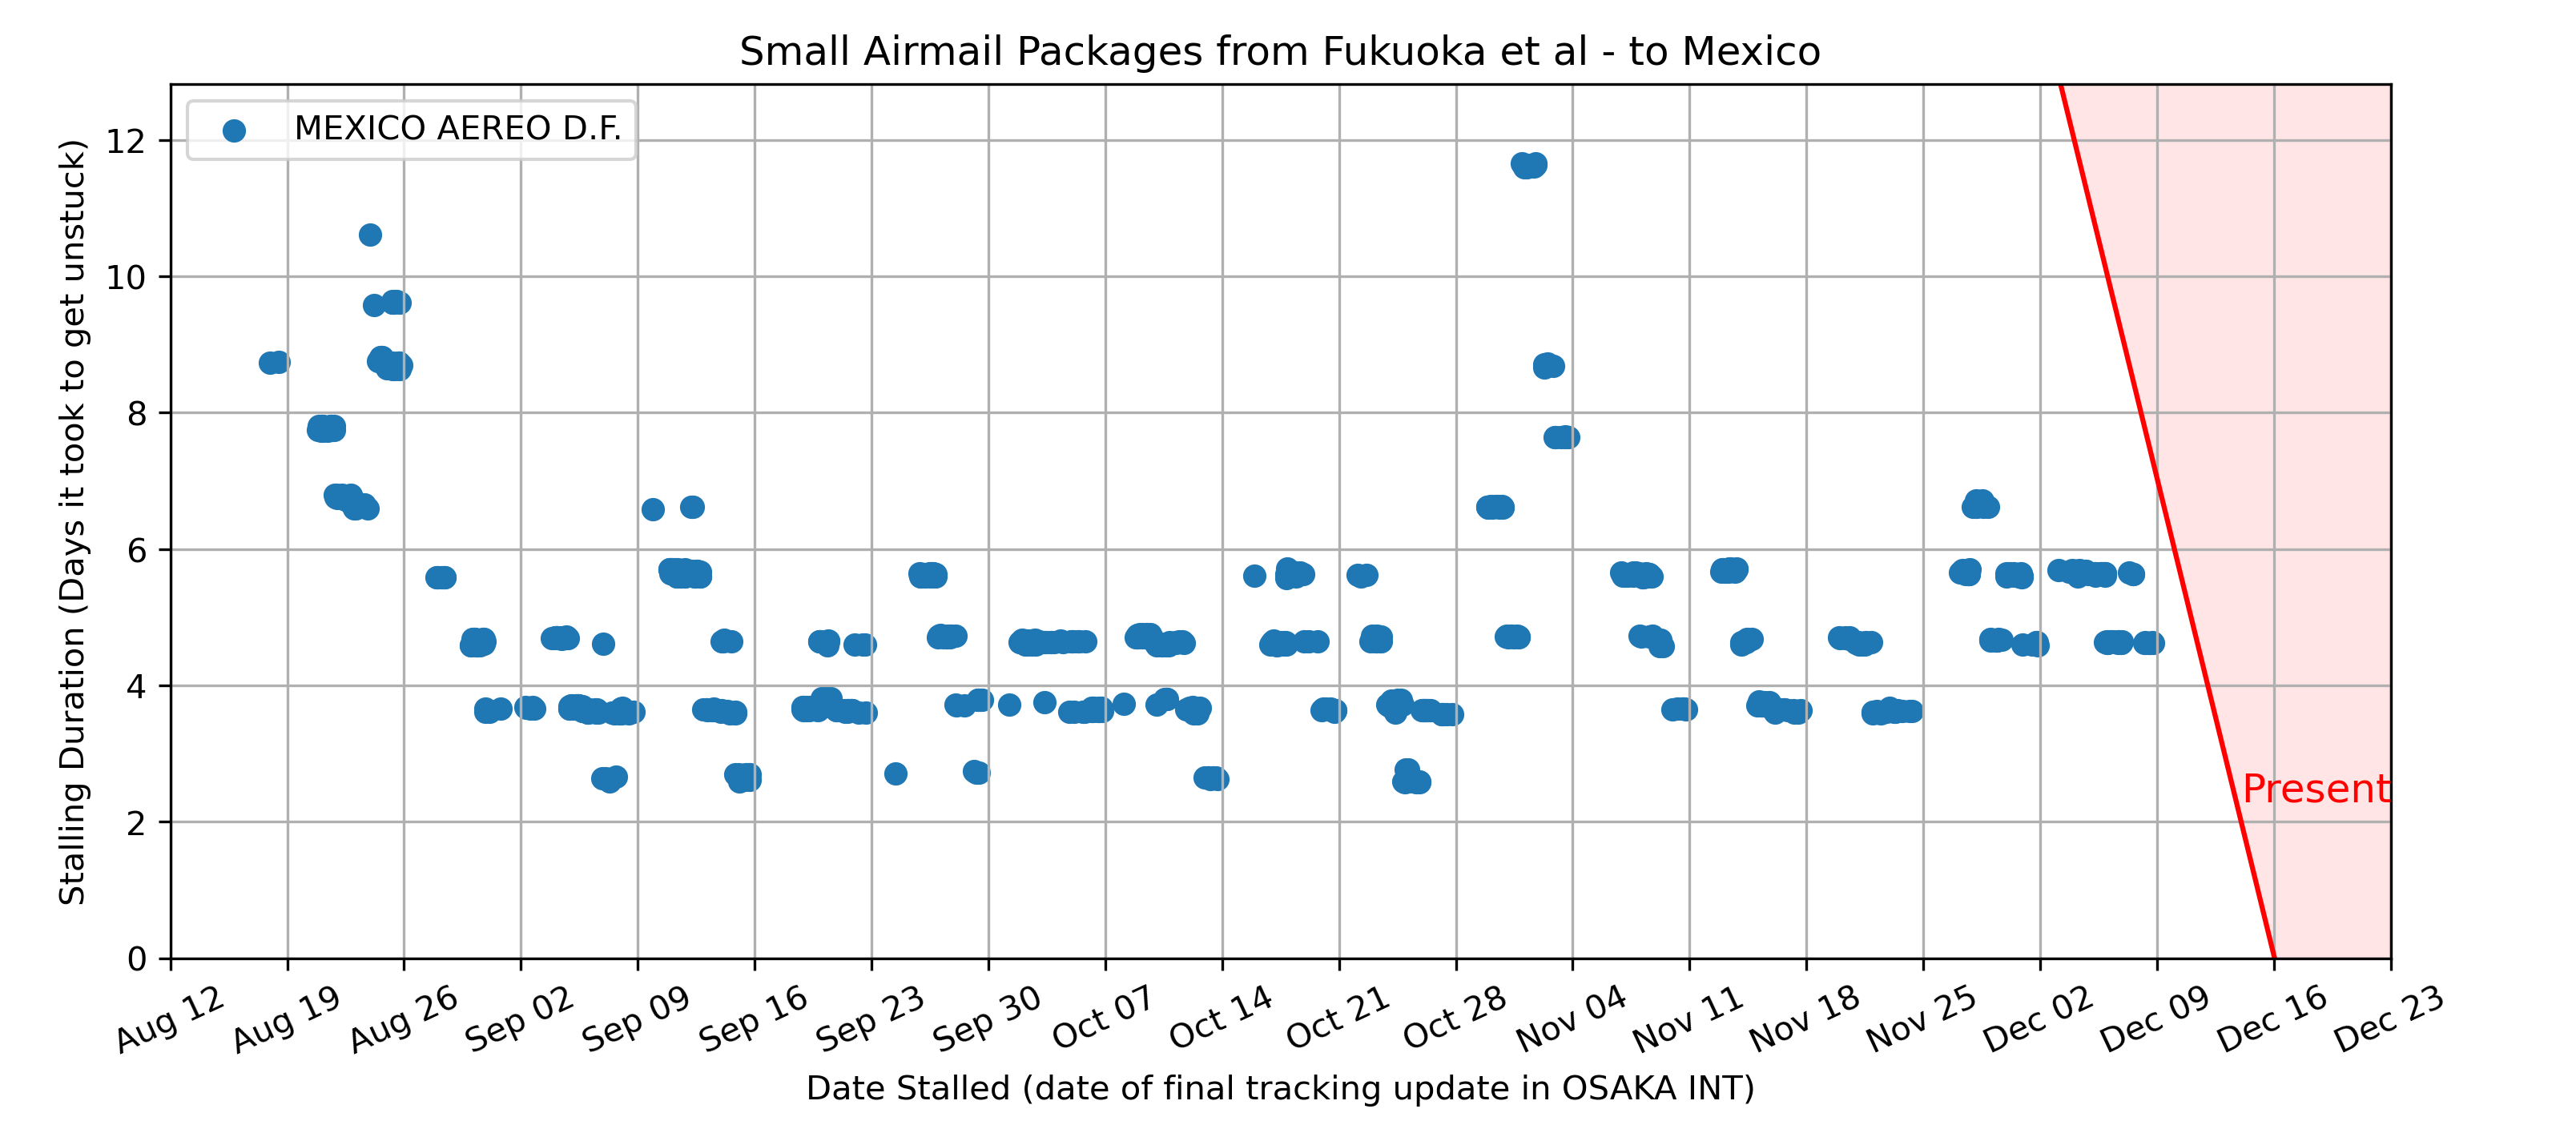 Small Airmail Packages from Fukuoka et al - to Mexico
MEXICO AEREO D.F.
Stalling Duration (Days it took to get unstuck)
12
10
8
6
4
2
0
Present
Aug 12
Aug 19
Aug 26
Sep 02
Sep 09
Sep 16
Sep 23
Sep 30
Oct 07
Oct 14
Oct 21
Oct 28
Nov 04
Nov 11
Nov 18
Nov 25
Dec 02
Dec 09
Dec 16
Dec 23
Date Stalled (date of final tracking update in OSAKA INT)